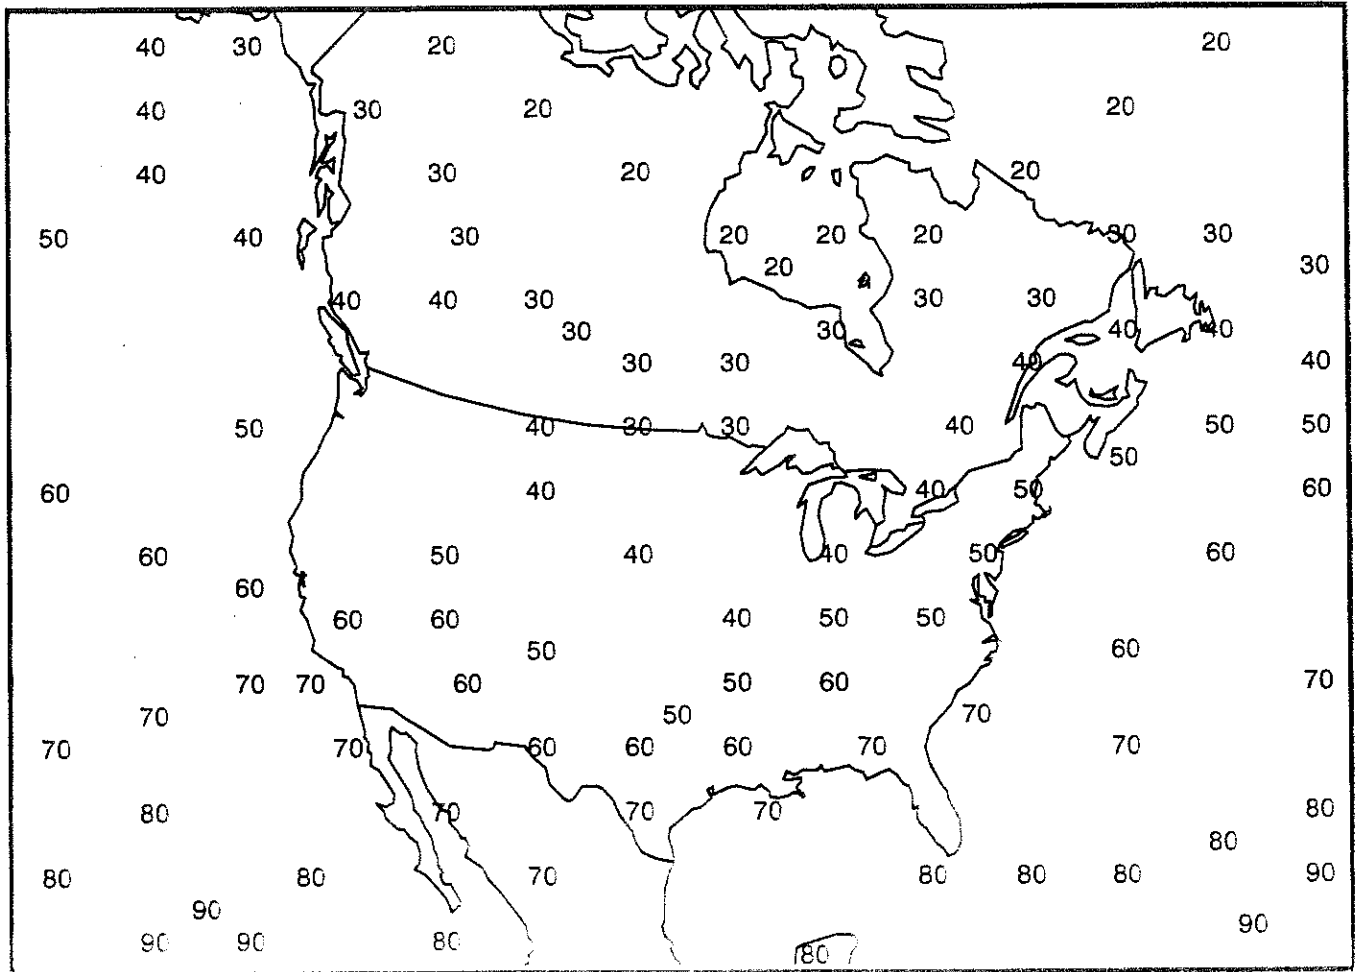 40 30 20 20
40 30 20 20
40 30 20 20
50 40 30 20 20 20 30 30
20 30
40 40 30 30 30
30 30 40 40
30 30 40 40
50 40 30 30 40 50 50
50
60 40 40 50 60
60 50 40 40 50 60
60
60 60 40 50 50
50 60
70 70 60 50 60 70
70 50 70
70 70 60 60 60 70 70
80 70 70 70 80
80
80 80 70 80 80 80 90
90 90
90 90 80 80